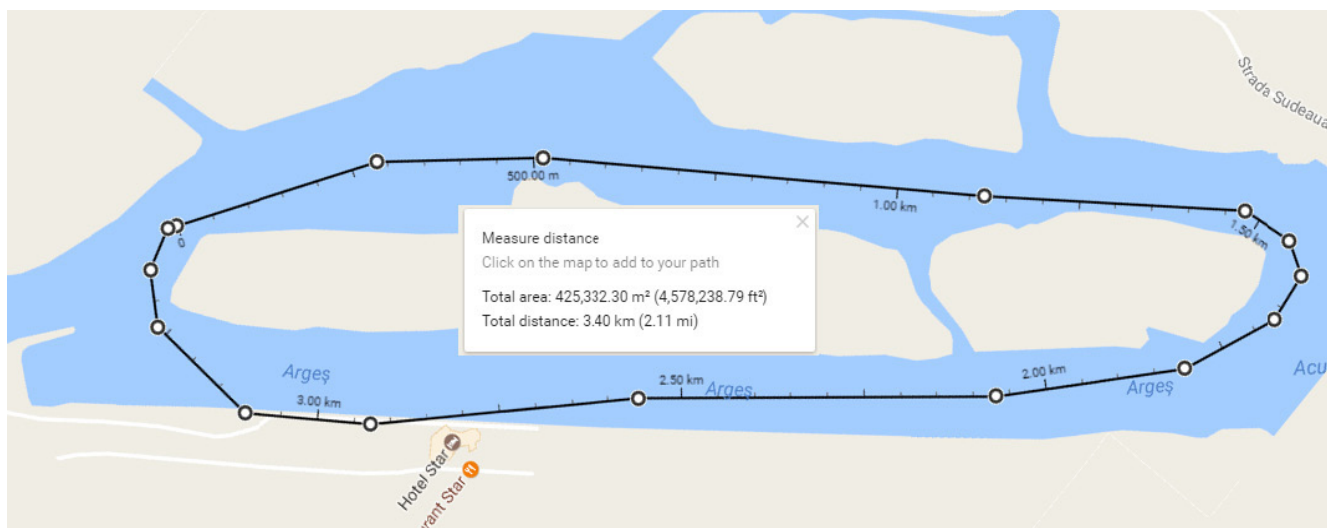 Strada Sudeaua
500.00 m
1.00 km
1.50 km
0
Measure distance
Click on the map to add to your path
Total area: 425,332.30 m² (4,578,238.79 ft²)
Total distance: 3.40 km (2.11 mi)
Argeș
3.00 km
2.50 km
Argeș
2.00 km
Argeș
Acu
Hotel Star
urant Star